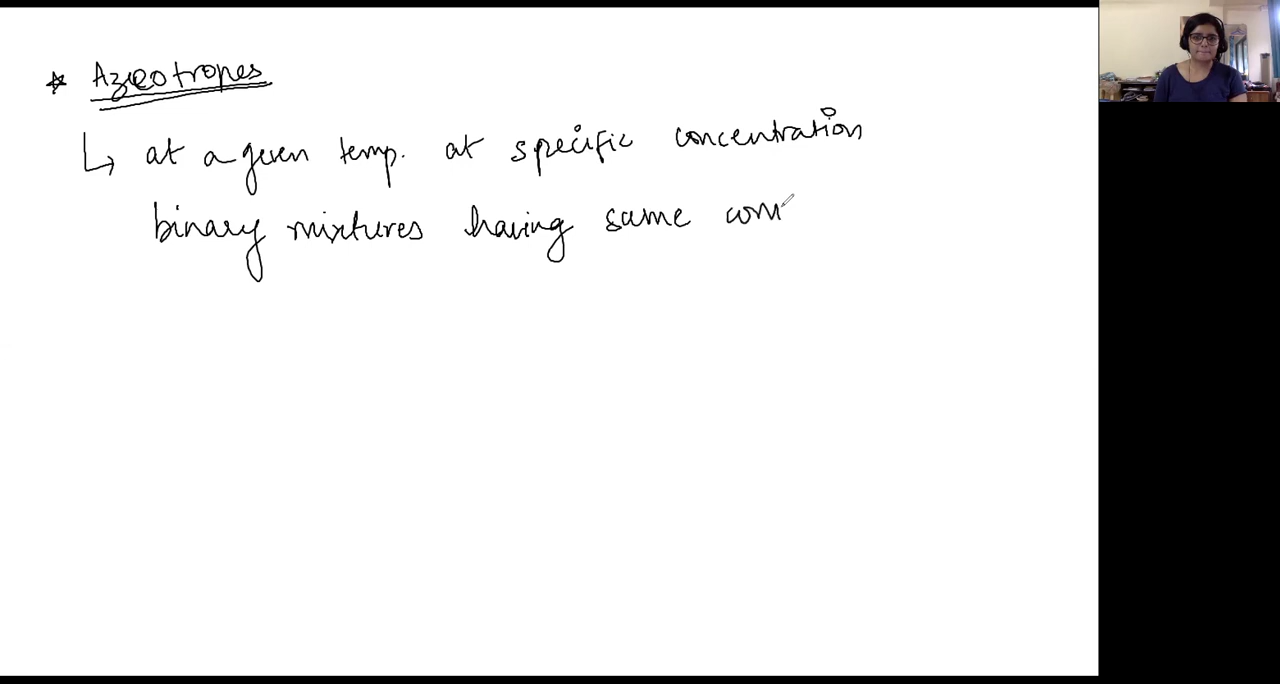 * Azeotropes
↳ at a given temp. at specific concentration
binary mixtures having same com